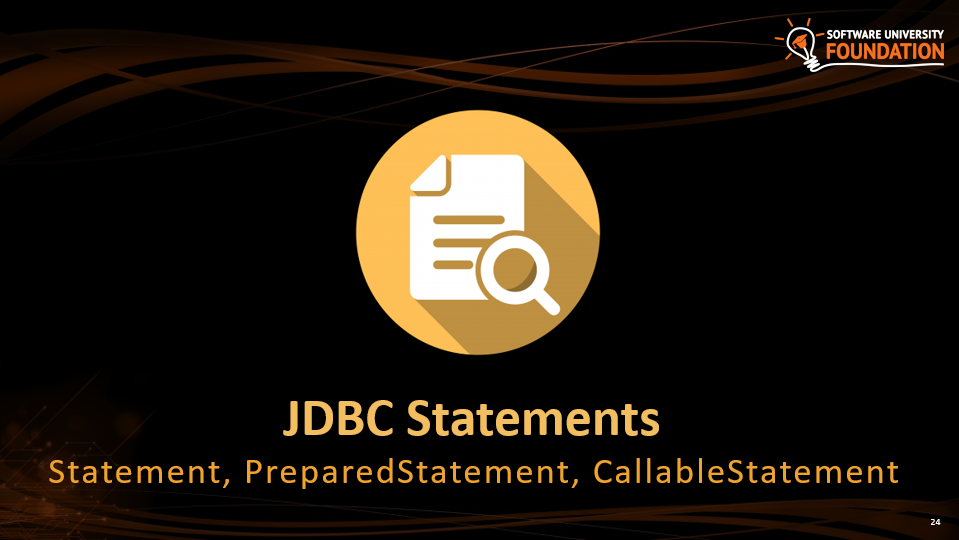 SOFTWARE UNIVERSITY
FOUNDATION
JDBC Statements
Statement, PreparedStatement, CallableStatement
24